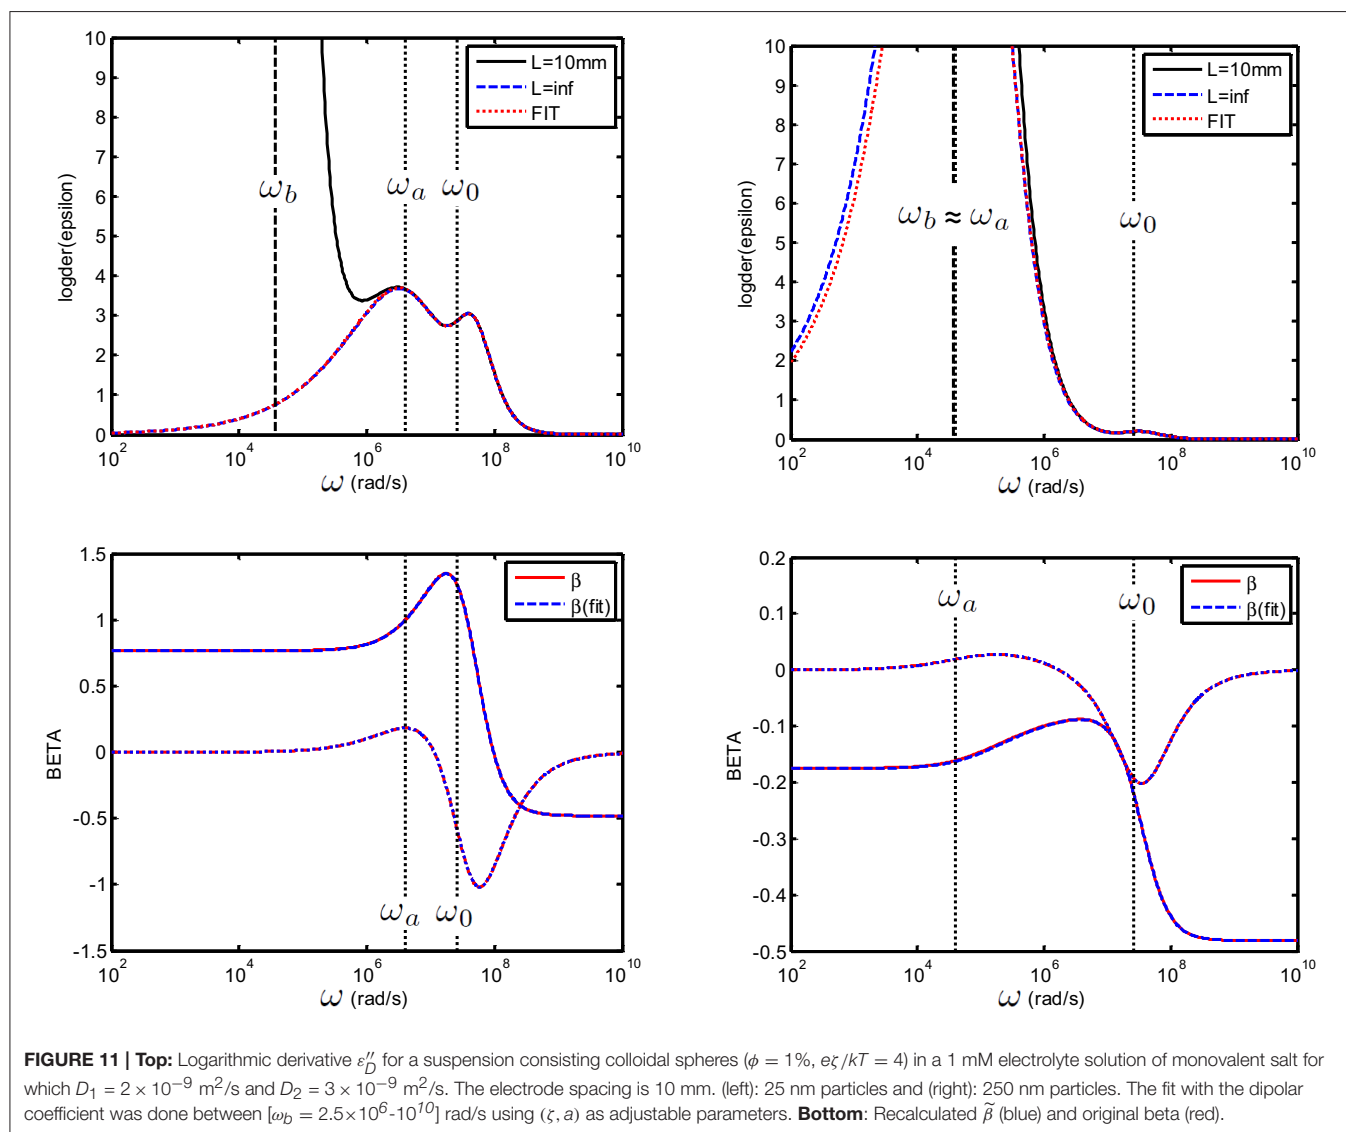 10
9
8
7
6
5
4
3
2
1
0
logder(epsilon)
L=10mm
L=inf
FIT
ω_b
ω_a
ω_0
10^2
10^4
10^6
10^8
10^10
ω (rad/s)
10
9
8
7
6
5
4
3
2
1
0
logder(epsilon)
L=10mm
L=inf
FIT
ω_b ≈ ω_a
ω_0
10^2
10^4
10^6
10^8
10^10
ω (rad/s)
1.5
1
0.5
0
-0.5
-1
-1.5
BETA
β
β(fit)
ω_a
ω_0
10^2
10^4
10^6
10^8
10^10
ω (rad/s)
0.2
0.1
0
-0.1
-0.2
-0.3
-0.4
-0.5
BETA
β
β(fit)
ω_a
ω_0
10^2
10^4
10^6
10^8
10^10
ω (rad/s)
FIGURE 11 | Top: Logarithmic derivative ε″_D for a suspension consisting colloidal spheres (ϕ = 1%, eζ/kT = 4) in a 1 mM electrolyte solution of monovalent salt for
which D_1 = 2 × 10^−9 m^2/s and D_2 = 3 × 10^−9 m^2/s. The electrode spacing is 10 mm. (left): 25 nm particles and (right): 250 nm particles. The fit with the dipolar
coefficient was done between [ω_b = 2.5×10^6-10^10] rad/s using (ζ, a) as adjustable parameters. Bottom: Recalculated β̃ (blue) and original beta (red).